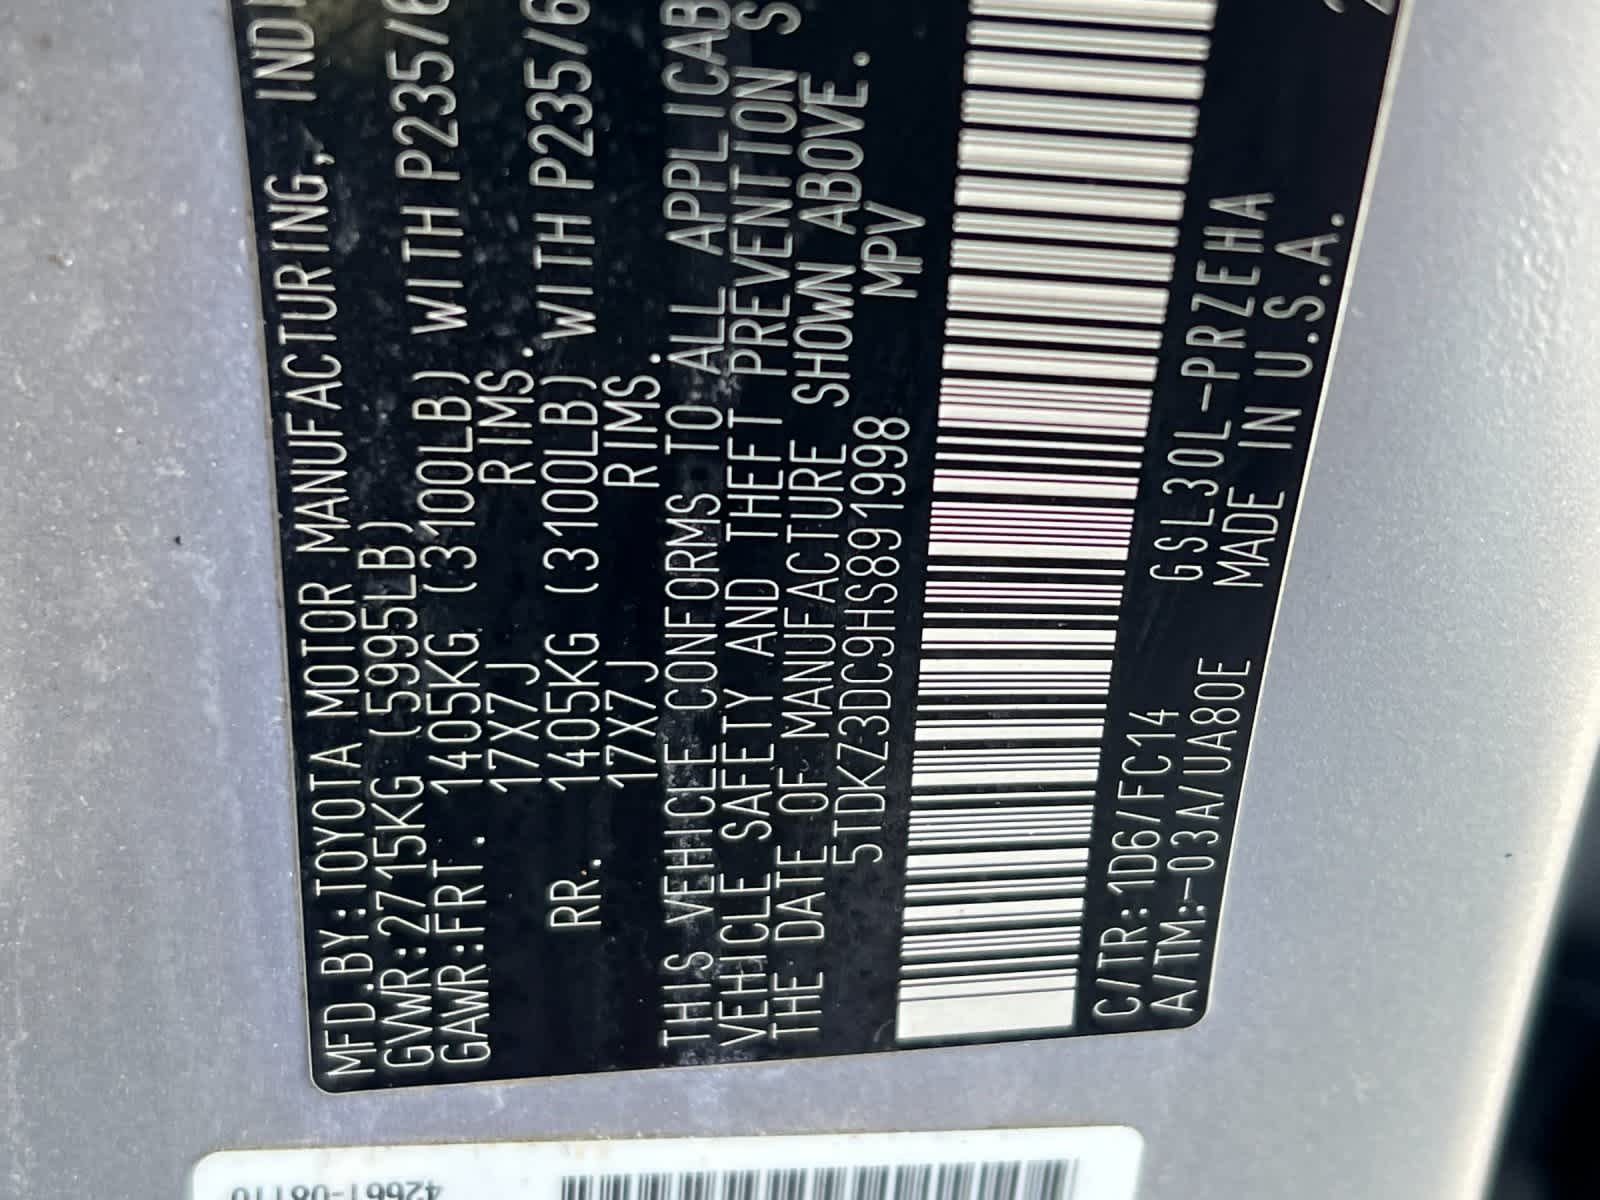 MFD.BY:TOYOTA MOTOR MANUFACTURING, INDI
GVWR:2715KG (5995LB)
GAWR:FRT. 1405KG (3100LB) WITH P235/6
17X7J RIMS.
RR. 1405KG (3100LB) WITH P235/6
17X7J RIMS.
THIS VEHICLE CONFORMS TO ALL APPLICAB
VEHICLE SAFETY AND THEFT PREVENTION S
THE DATE OF MANUFACTURE SHOWN ABOVE.
5TDKZ3DC9HS891998 MPV
C/TR:1D6/FC14 GSL30L-PRZEHA
A/TM:-03A/UA80E MADE IN U.S.A.
42661-08110